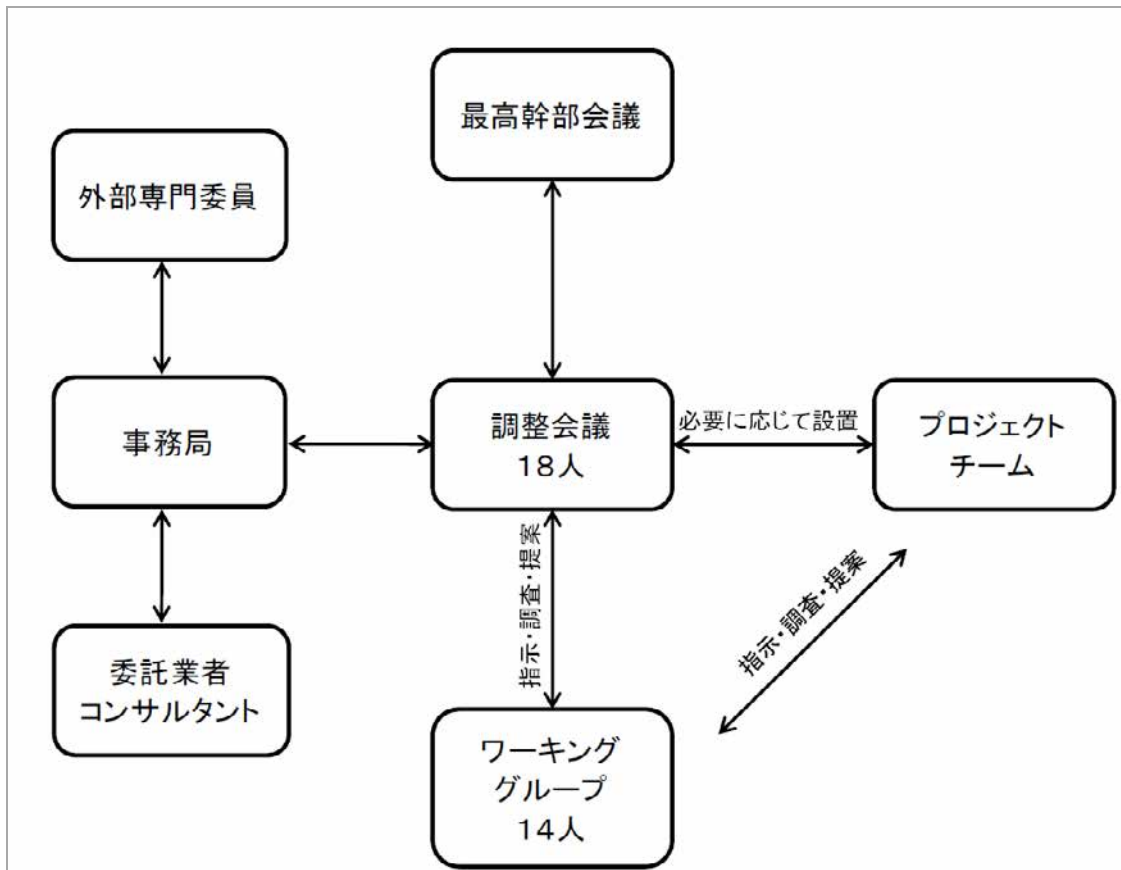 最高幹部会議
外部専門委員
事務局
調整会議
18人
必要に応じて設置
プロジェクト
チーム
指示・調査・提案
指示・調査・提案
委託業者
コンサルタント
ワーキング
グループ
14人